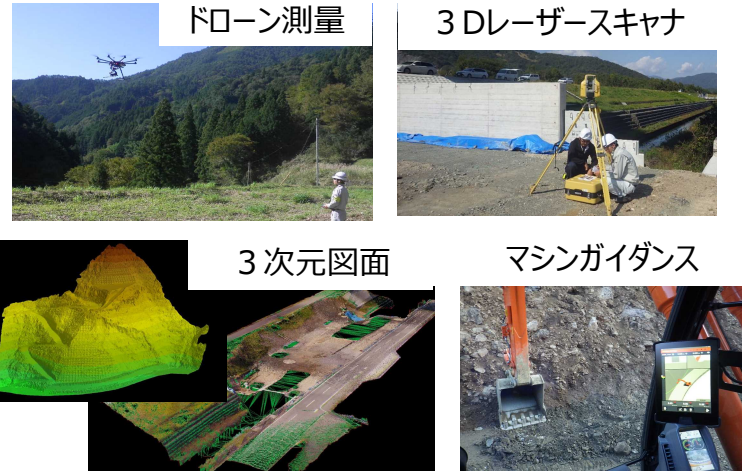 ドローン測量
３Dレーザースキャナ
３次元図面
マシンガイダンス